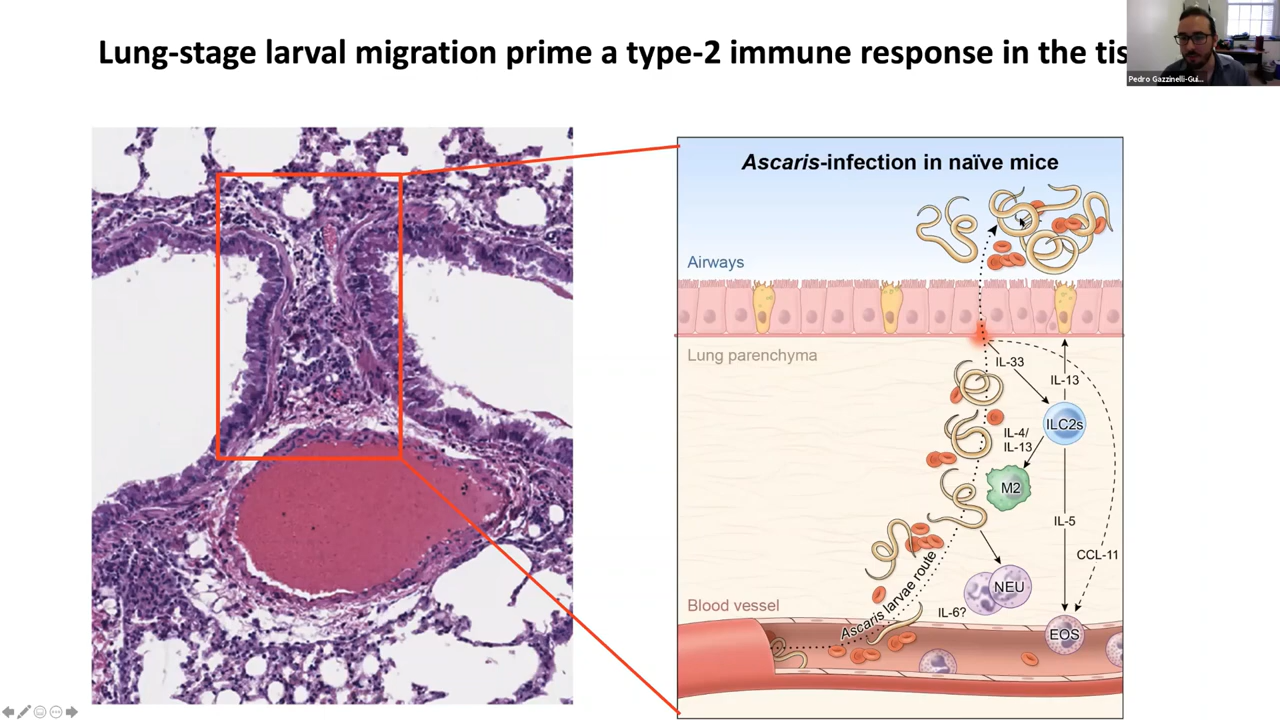 Lung-stage larval migration prime a type-2 immune response in the tis
Pedro Gazzinelli-Gui...
Ascaris-infection in naïve mice
Airways
Lung parenchyma
IL-33
IL-13
ILC2s
IL-4/
IL-13
M2
IL-5
CCL-11
NEU
Blood vessel
IL-6?
Ascaris larvae route
EOS